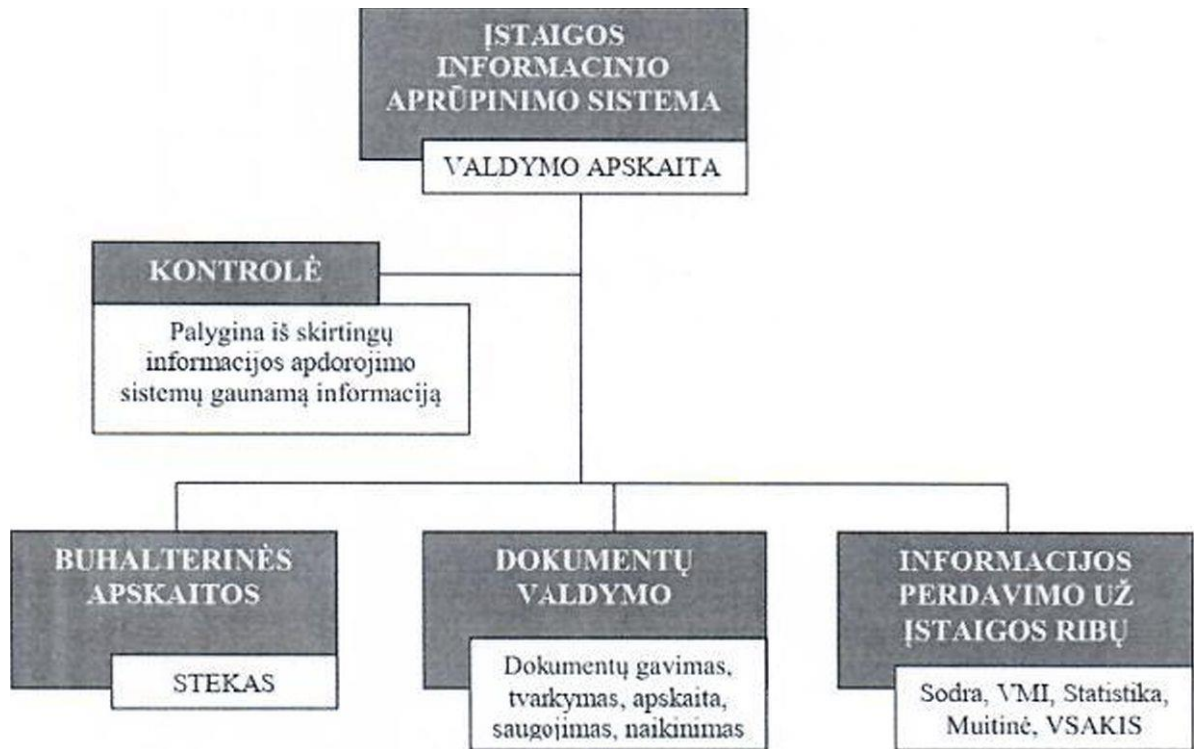 ĮSTAIGOS
INFORMACINIO
APRŪPINIMO SISTEMA
VALDYMO APSKAITA
KONTROLĖ
Palygina iš skirtingų
informacijos apdorojimo
sistemų gaunamą informaciją
BUHALTERINĖS
APSKAITOS
STEKAS
DOKUMENTŲ
VALDYMO
Dokumentų gavimas,
tvarkymas, apskaita,
saugojimas, naikinimas
INFORMACIJOS
PERDAVIMO UŽ
ĮSTAIGOS RIBŲ
Sodra, VMI, Statistika,
Muitinė, VSAKIS